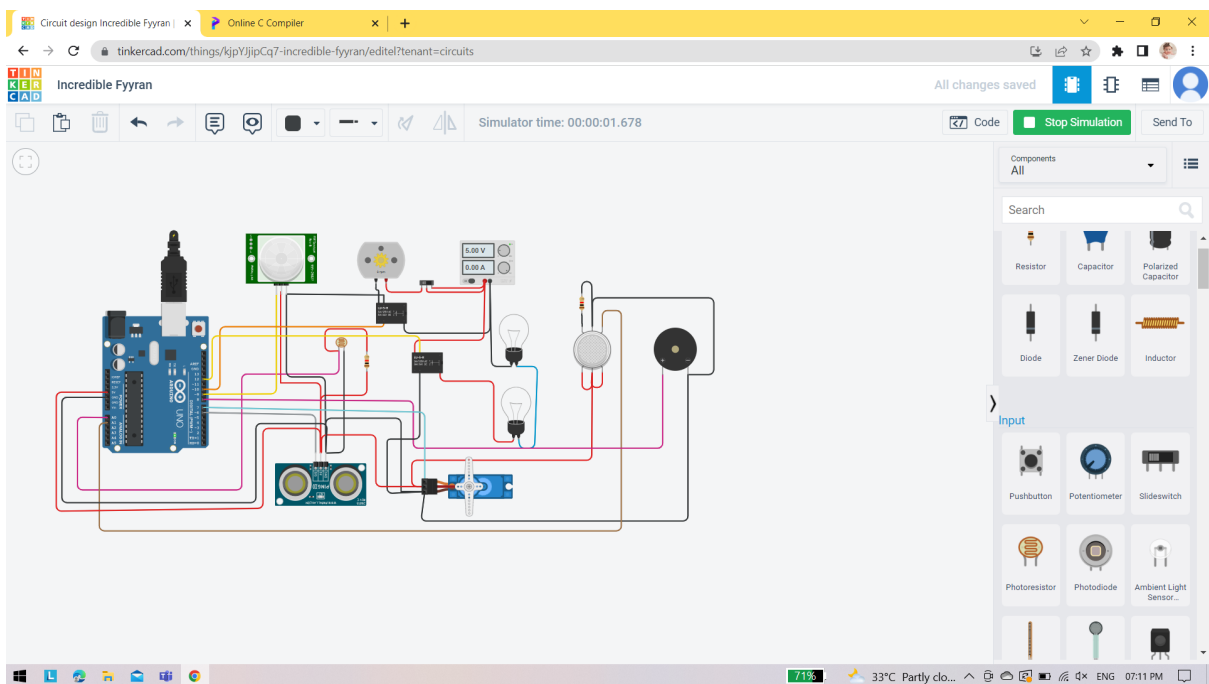 Circuit design Incredible Fyyran |
Online C Compiler
tinkercad.com/things/kjpYJjipCq7-incredible-fyyran/editel?tenant=circuits
TIN
KER
CAD
Incredible Fyyran
All changes saved
Simulator time: 00:00:01.678
Code
Stop Simulation
Send To
Components
All
Search
Resistor
Capacitor
Polarized
Capacitor
Diode
Zener Diode
Inductor
Input
Pushbutton
Potentiometer
Slideswitch
Photoresistor
Photodiode
Ambient Light
Sensor...
5.00 V
0.00 A
ARDUINO
UNO
71%
33°C Partly clo...
ENG
07:11 PM